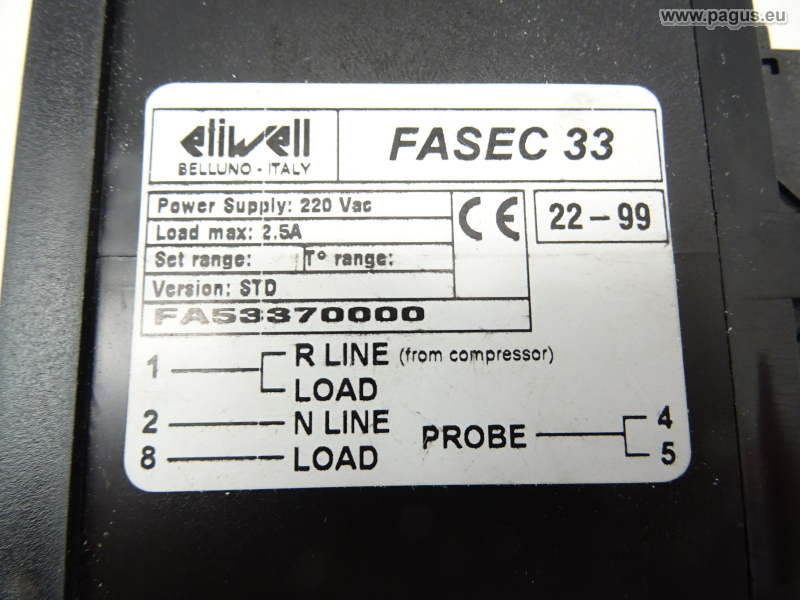 www.pagus.eu
eliwell
BELLUNO - ITALY
FASEC 33
Power Supply: 220 Vac
Load max: 2.5A
Set range: T° range:
Version: STD
CE
22-99
FA53370000
1 R LINE (from compressor)
LOAD
2 N LINE
8 LOAD
PROBE 4
5